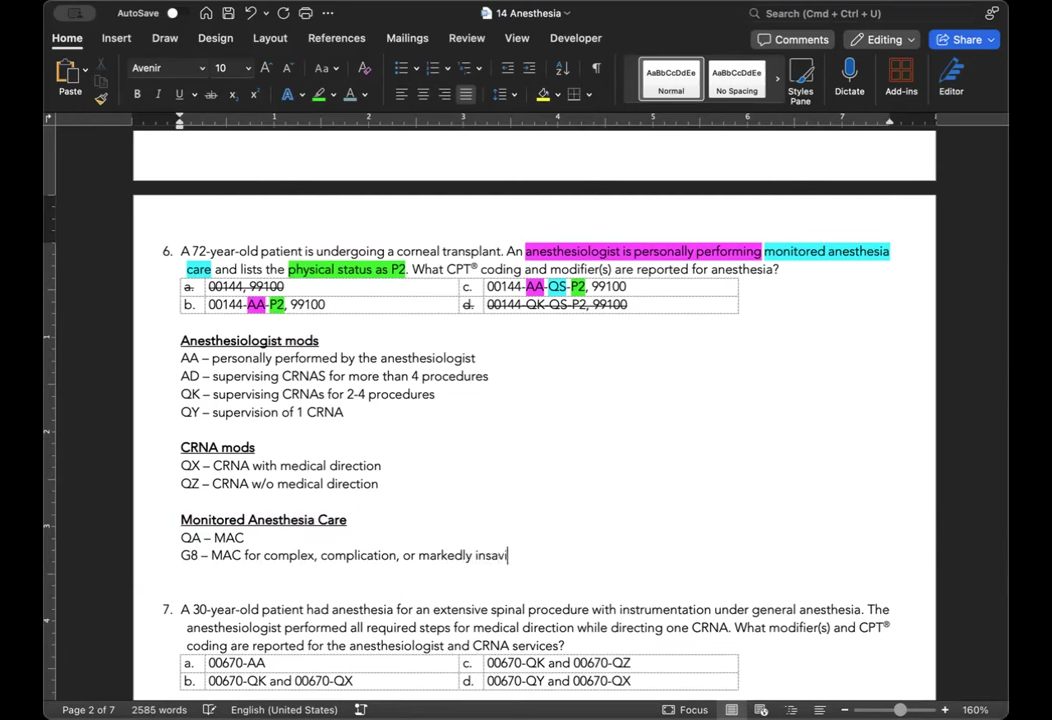 AutoSave
14 Anesthesia
Search (Cmd + Ctrl + U)
Home Insert Draw Design Layout References Mailings Review View Developer
Comments Editing Share
Paste
Avenir 10
AaBbCcDdEe
Normal
AaBbCcDdEe
No Spacing
Styles Pane
Dictate
Add-ins
Editor
1 2 3 4 5 6 7
6. A 72-year-old patient is undergoing a corneal transplant. An anesthesiologist is personally performing monitored anesthesia
care and lists the physical status as P2. What CPT® coding and modifier(s) are reported for anesthesia?
a. 00144, 99100 c. 00144-AA-QS-P2, 99100
b. 00144-AA-P2, 99100 d. 00144-QK-QS-P2, 99100
Anesthesiologist mods
AA – personally performed by the anesthesiologist
AD – supervising CRNAS for more than 4 procedures
QK – supervising CRNAs for 2-4 procedures
QY – supervision of 1 CRNA
CRNA mods
QX – CRNA with medical direction
QZ – CRNA w/o medical direction
Monitored Anesthesia Care
QA – MAC
G8 – MAC for complex, complication, or markedly insavi
7. A 30-year-old patient had anesthesia for an extensive spinal procedure with instrumentation under general anesthesia. The
anesthesiologist performed all required steps for medical direction while directing one CRNA. What modifier(s) and CPT®
coding are reported for the anesthesiologist and CRNA services?
a. 00670-AA c. 00670-QK and 00670-QZ
b. 00670-QK and 00670-QX d. 00670-QY and 00670-QX
Page 2 of 7 2585 words English (United States) Focus 160%